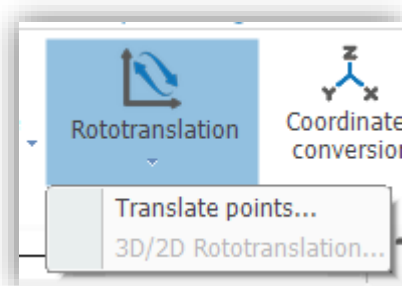 Rototranslation
Z
Y X
Coordinate
conversion
Translate points...
3D/2D Rototranslation...